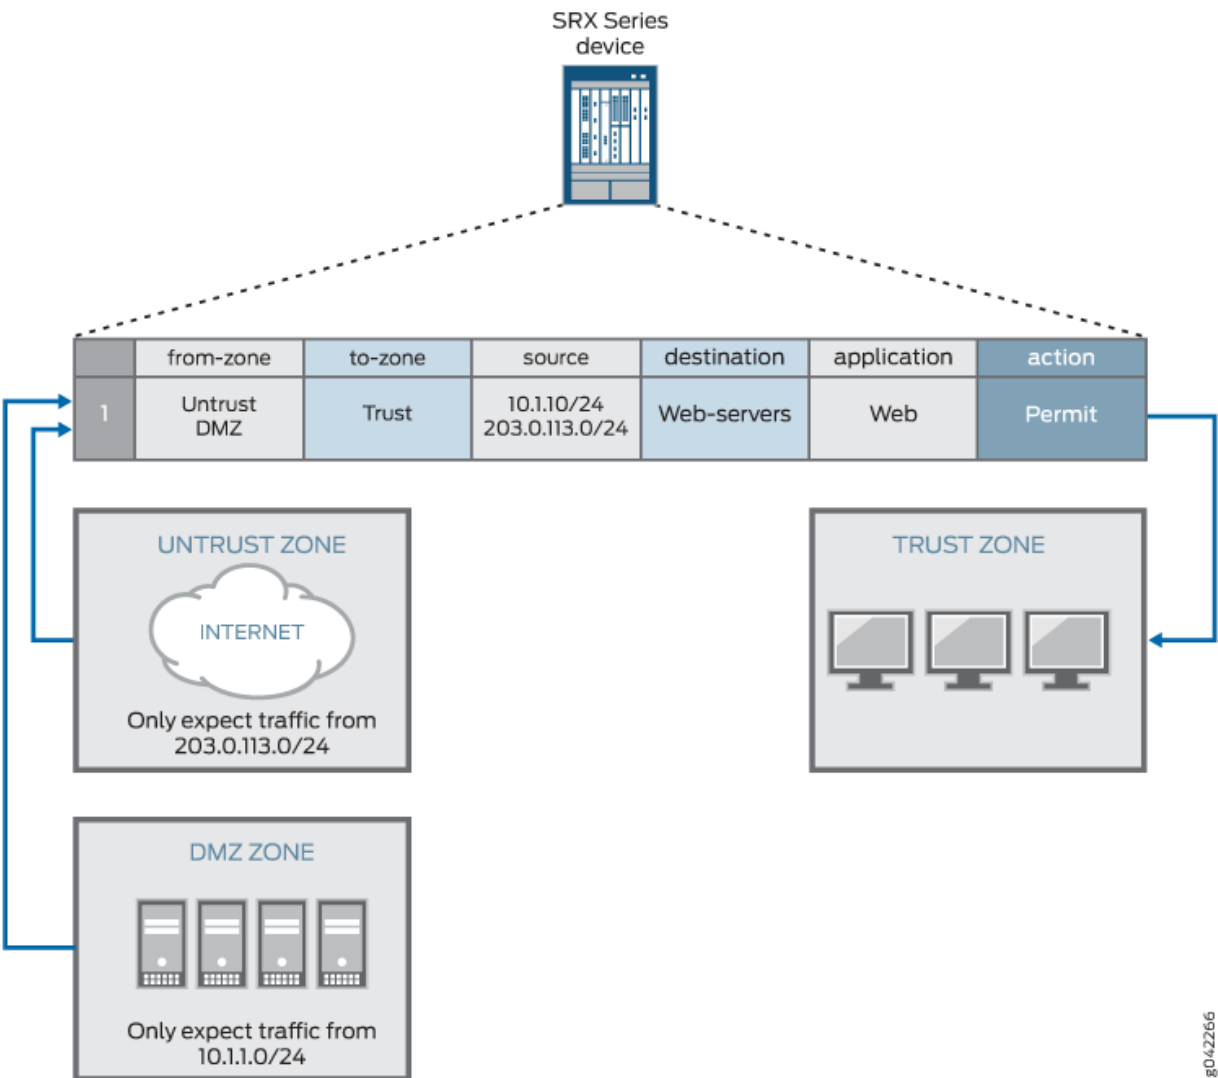 SRX Series
device
from-zone to-zone source destination application action
1 Untrust
DMZ Trust 10.1.10/24
203.0.113.0/24 Web-servers Web Permit
UNTRUST ZONE
INTERNET
Only expect traffic from
203.0.113.0/24
TRUST ZONE
DMZ ZONE
Only expect traffic from
10.1.1.0/24
g042266